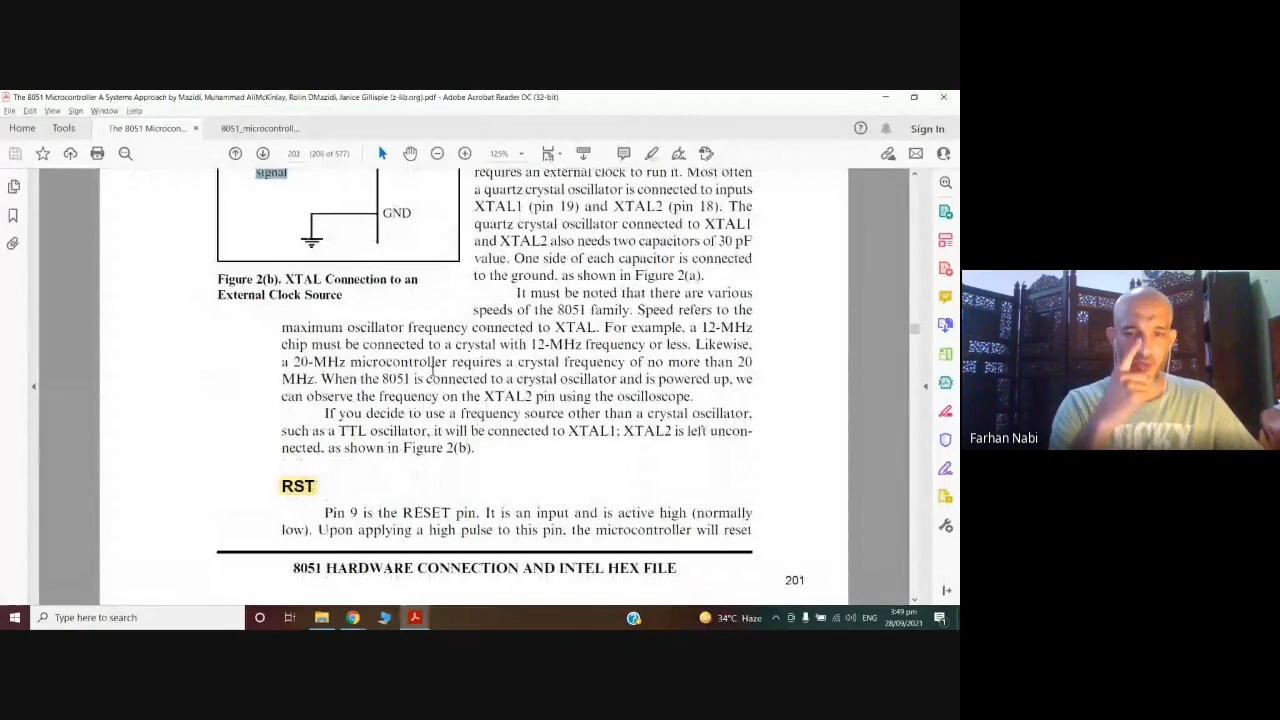 The 8051 Microcontroller A Systems Approach by Mazidi, Muhammad AliMcKinlay, Rolin DMazidi, Janice Gillispie (z-lib.org).pdf - Adobe Acrobat Reader DC (32-bit)
File Edit View Sign Window Help
Home Tools The 8051 Microcon... × 8051_microcontroll... Sign In
201 (208 of 577) 125%
signal
GND
Figure 2(b). XTAL Connection to an
External Clock Source
requires an external clock to run it. Most often
a quartz crystal oscillator is connected to inputs
XTAL1 (pin 19) and XTAL2 (pin 18). The
quartz crystal oscillator connected to XTAL1
and XTAL2 also needs two capacitors of 30 pF
value. One side of each capacitor is connected
to the ground, as shown in Figure 2(a).
It must be noted that there are various
speeds of the 8051 family. Speed refers to the
maximum oscillator frequency connected to XTAL. For example, a 12-MHz
chip must be connected to a crystal with 12-MHz frequency or less. Likewise,
a 20-MHz microcontroller requires a crystal frequency of no more than 20
MHz. When the 8051 is connected to a crystal oscillator and is powered up, we
can observe the frequency on the XTAL2 pin using the oscilloscope.
If you decide to use a frequency source other than a crystal oscillator,
such as a TTL oscillator, it will be connected to XTAL1; XTAL2 is left uncon-
nected, as shown in Figure 2(b).
RST
Pin 9 is the RESET pin. It is an input and is active high (normally
low). Upon applying a high pulse to this pin, the microcontroller will reset
8051 HARDWARE CONNECTION AND INTEL HEX FILE
201
Farhan Nabi
Type here to search
34°C Haze
ENG
3:49 pm
28/09/2021